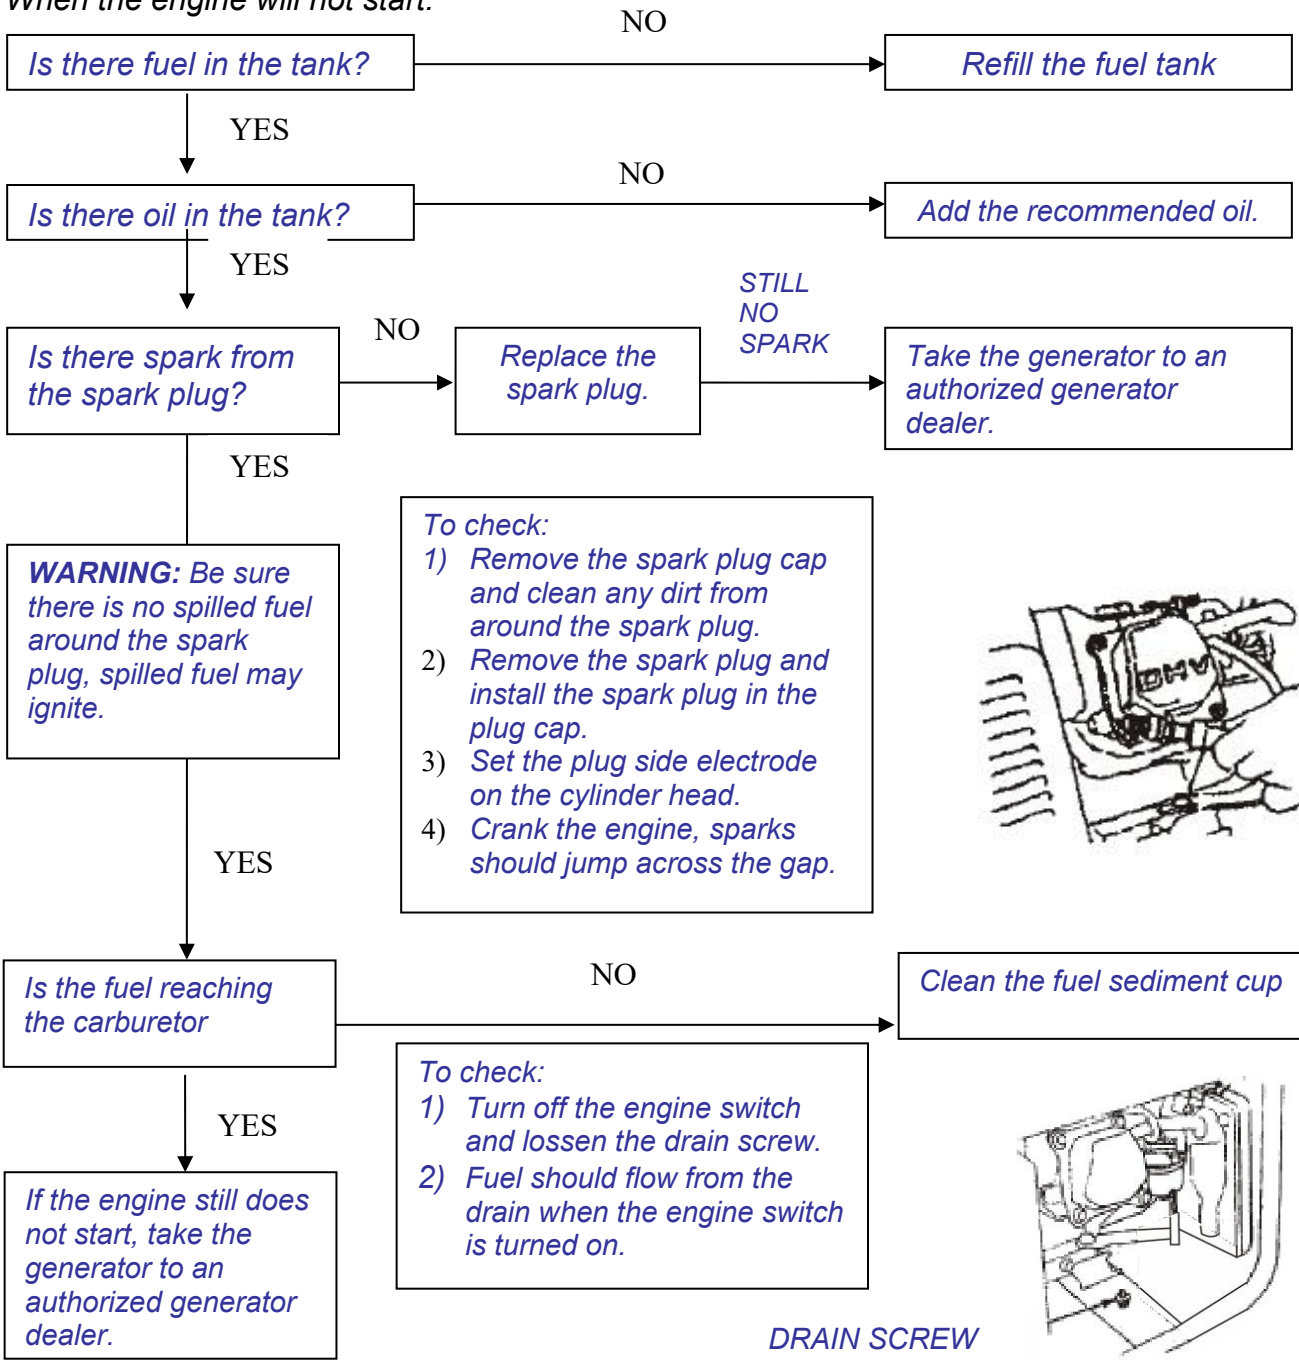 When the engine will not start:
NO
Is there fuel in the tank?
Refill the fuel tank
YES
NO
Is there oil in the tank?
Add the recommended oil.
YES
STILL
NO
SPARK
NO
Is there spark from
the spark plug?
Replace the
spark plug.
Take the generator to an
authorized generator
dealer.
YES
WARNING: Be sure
there is no spilled fuel
around the spark
plug, spilled fuel may
ignite.
To check:
1) Remove the spark plug cap
and clean any dirt from
around the spark plug.
2) Remove the spark plug and
install the spark plug in the
plug cap.
3) Set the plug side electrode
on the cylinder head.
4) Crank the engine, sparks
should jump across the gap.
OHV
YES
Is the fuel reaching
the carburetor
NO
Clean the fuel sediment cup
To check:
1) Turn off the engine switch
and lossen the drain screw.
2) Fuel should flow from the
drain when the engine switch
is turned on.
YES
If the engine still does
not start, take the
generator to an
authorized generator
dealer.
DRAIN SCREW